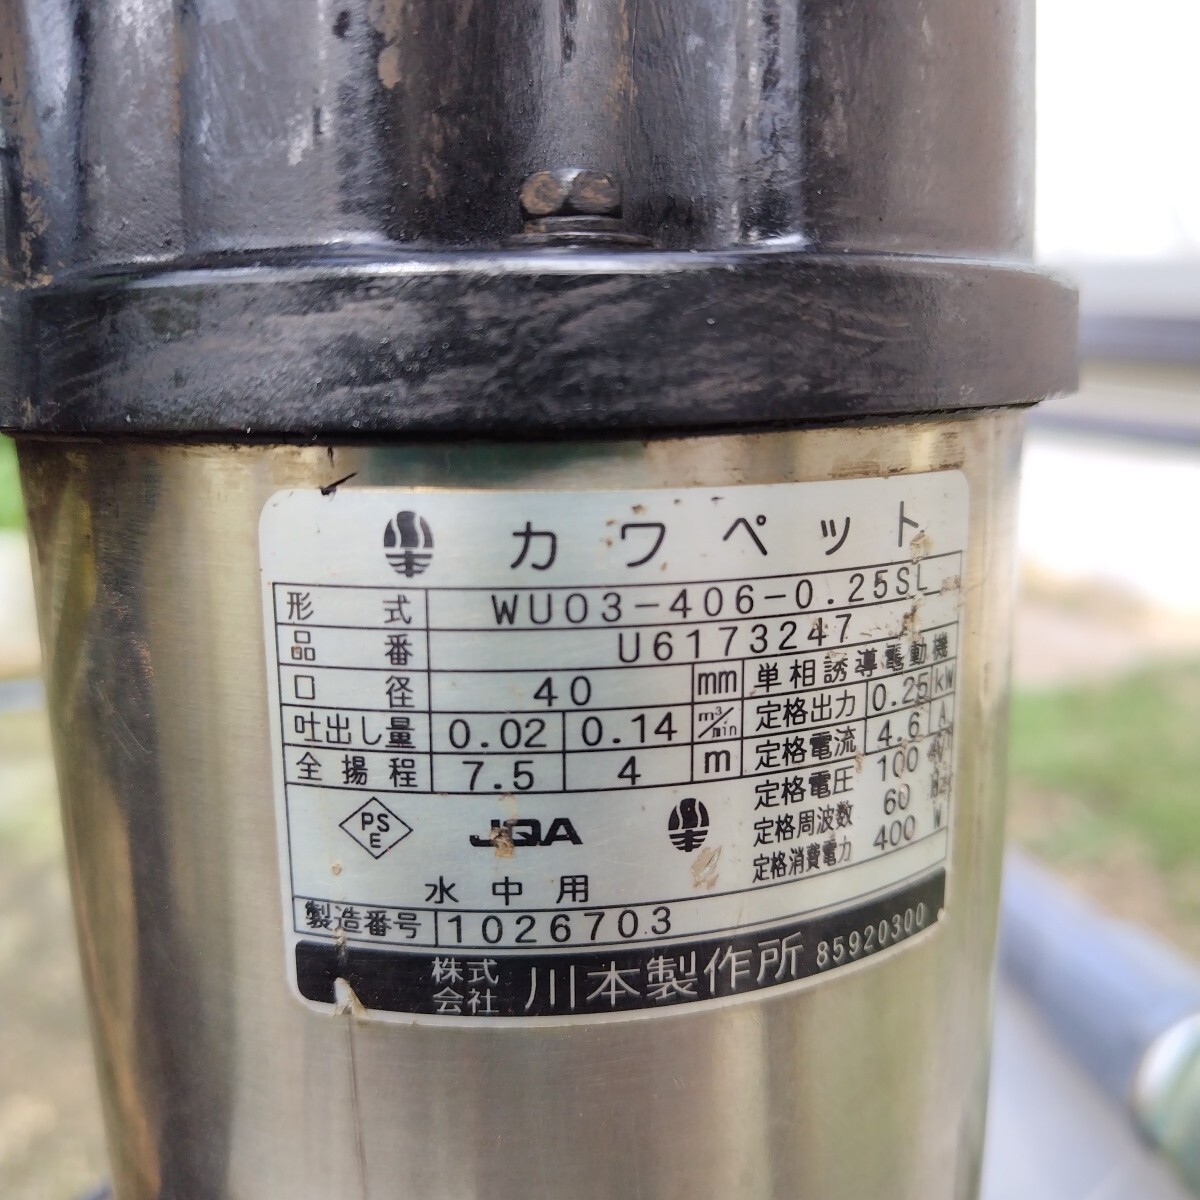 カワペット
形式 WU03-406-0.25SL
品番 U6173247
口径 40 mm 単相誘導電動機
吐出し量 0.02 0.14 m³/min 定格出力 0.25 kW
全揚程 7.5 4 m 定格電流 4.6 A
定格電圧 100 V
PS E JQA 定格周波数 60 Hz
定格消費電力 400 W
水中用
製造番号 1026703
株式会社 川本製作所 85920300